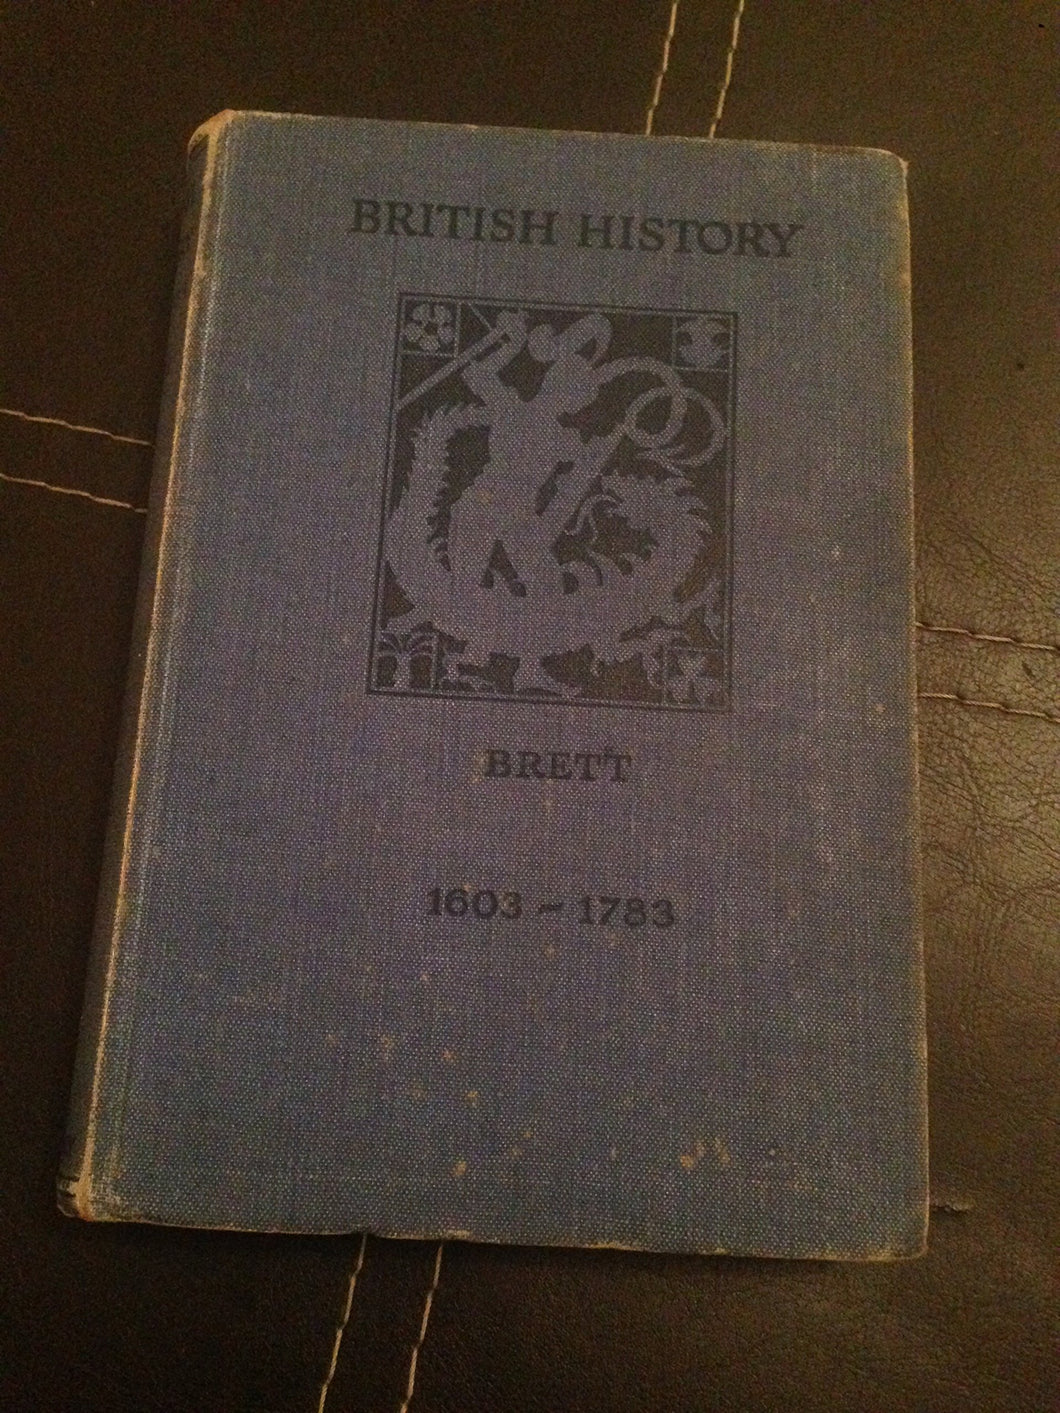 BRITISH HISTORY
BRETT
1603 - 1783